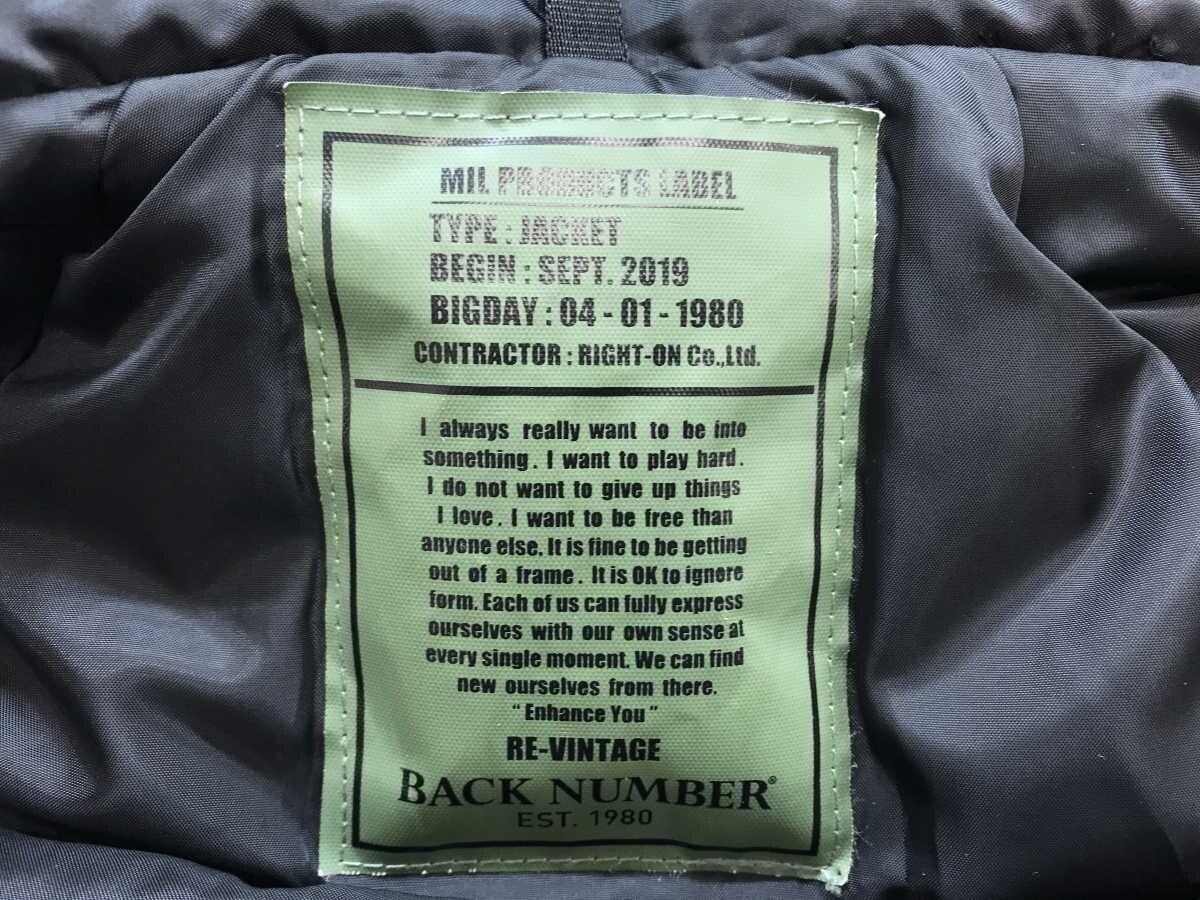 MIL PRODUCTS LABEL
TYPE : JACKET
BEGIN : SEPT. 2019
BIGDAY : 04 - 01 - 1980
CONTRACTOR : RIGHT-ON Co.,Ltd.
I always really want to be into
something. I want to play hard.
I do not want to give up things
I love. I want to be free than
anyone else. It is fine to be getting
out of a frame. It is OK to ignore
form. Each of us can fully express
ourselves with our own sense at
every single moment. We can find
new ourselves from there.
"Enhance You"
RE-VINTAGE
BACK NUMBER®
EST. 1980